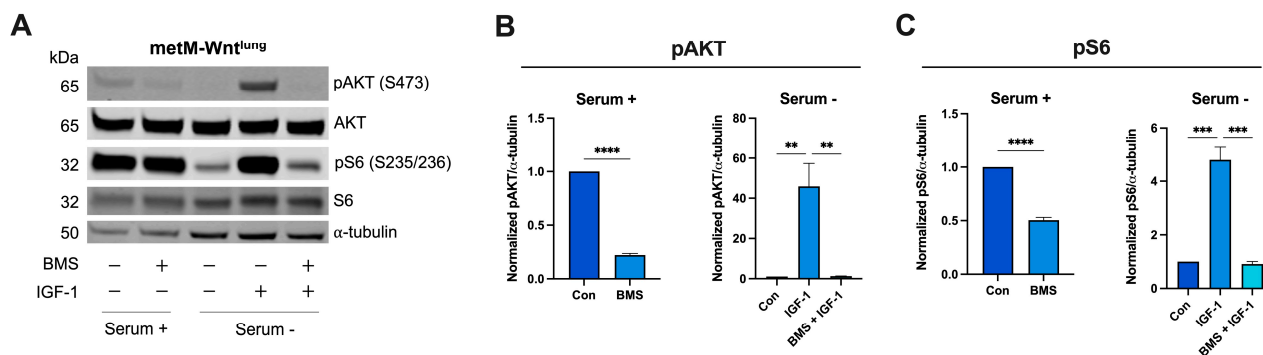 A
metM-Wntlung
kDa
65 pAKT (S473)
65 AKT
32 pS6 (S235/236)
32 S6
50 α-tubulin
BMS − + − − +
IGF-1 − − − + +
Serum + Serum -
B
pAKT
Serum +
Normalized pAKT/α-tubulin
1.5
1.0
0.5
0.0
****
Con BMS
Serum -
Normalized pAKT/α-tubulin
80
60
40
20
0
** **
Con IGF-1 BMS + IGF-1
C
pS6
Serum +
Normalized pS6/α-tubulin
1.5
1.0
0.5
0.0
****
Con BMS
Serum -
Normalized pS6/α-tubulin
6
4
2
0
*** ***
Con IGF-1 BMS + IGF-1